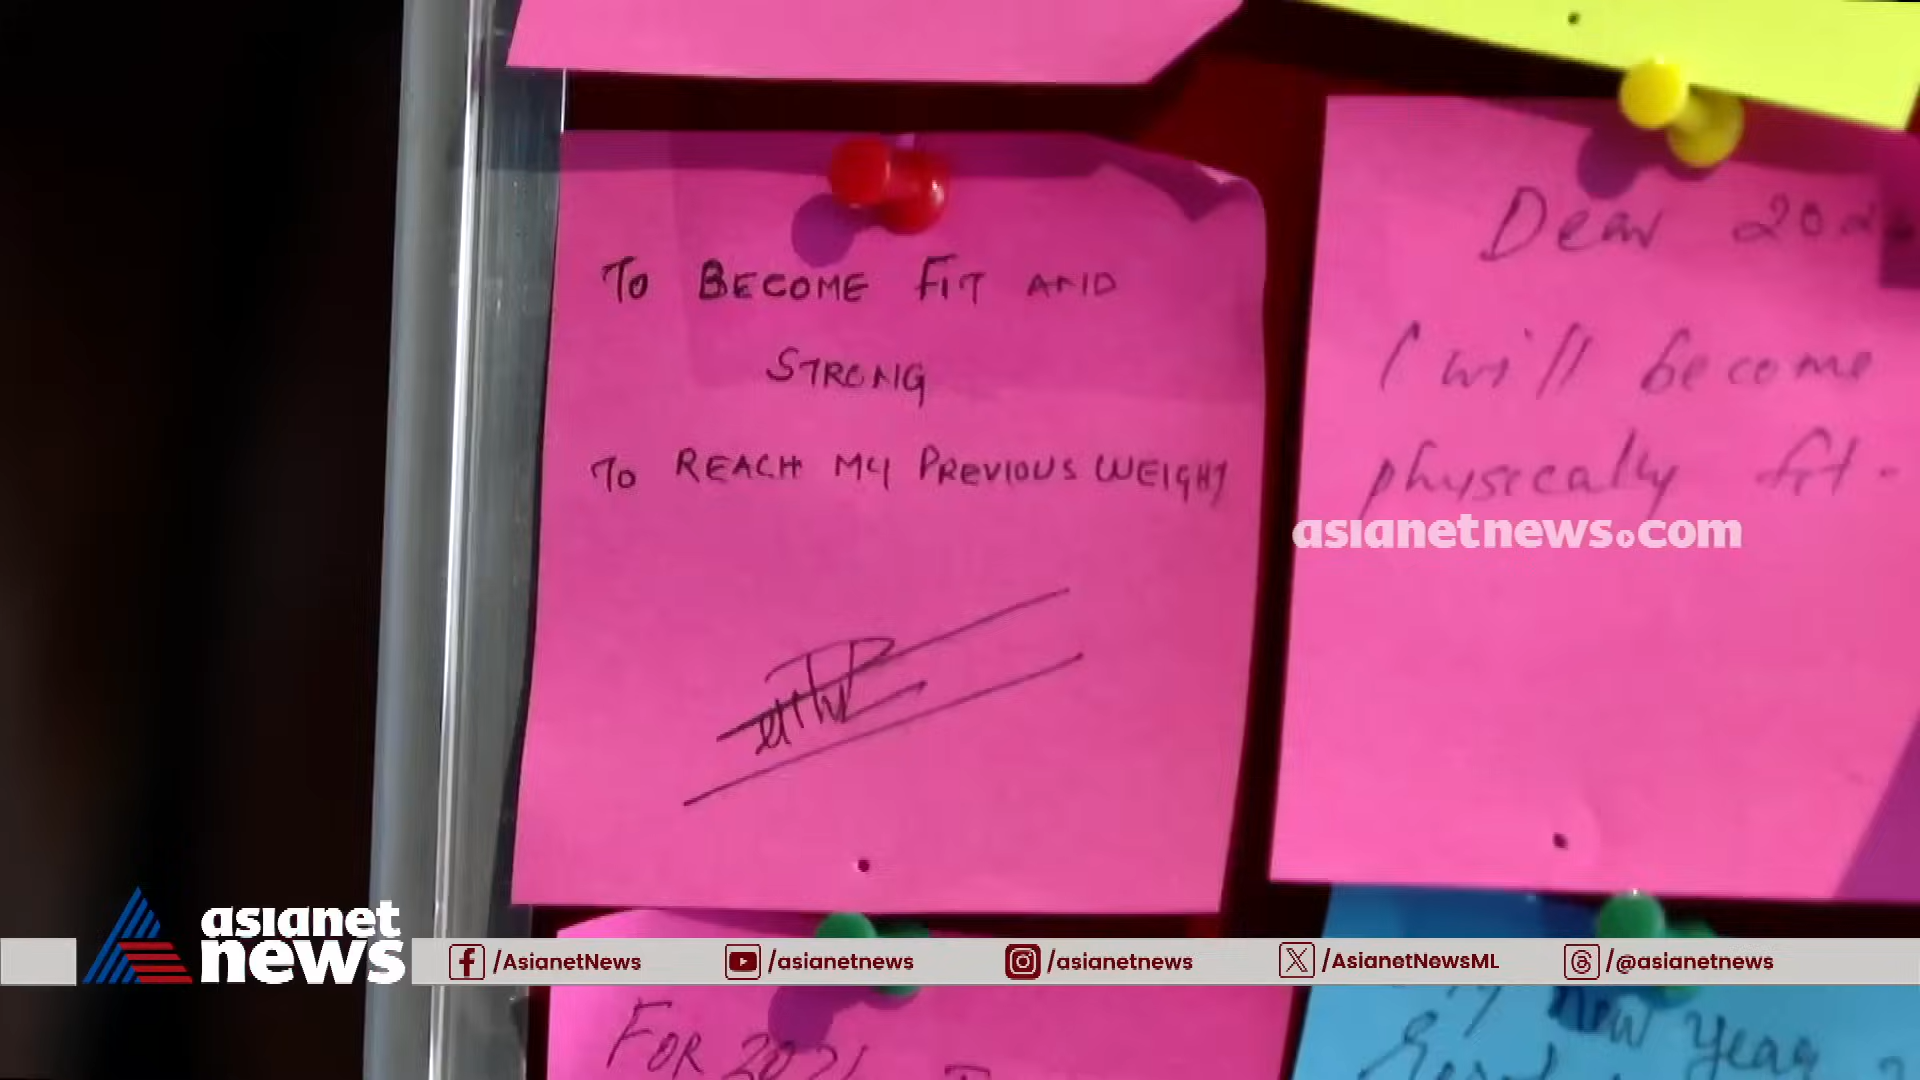 To BECOME FIT AND
STRONG
To REACH MY PREVIOUS WEIGHT
Dear
I will become
physically fit.
asianetnews.com
asianet
news
/AsianetNews
/asianetnews
/asianetnews
/AsianetNewsML
/@asianetnews
FOR
New Year